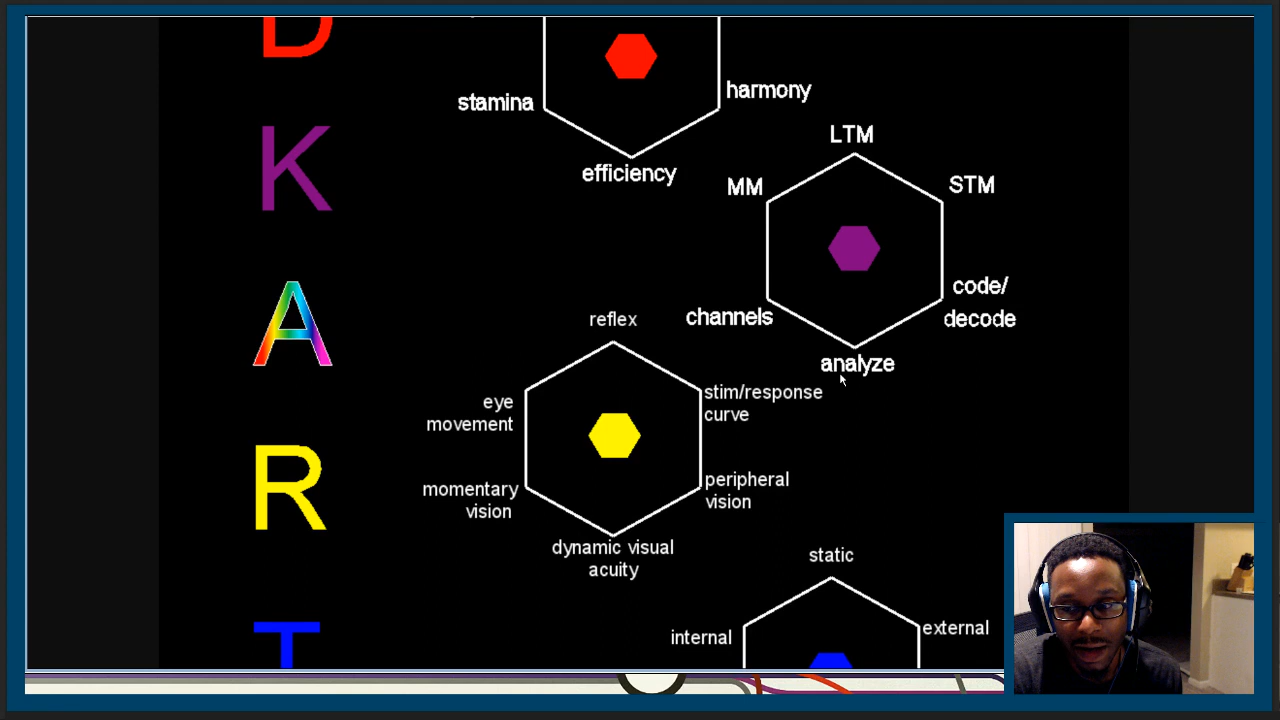 D
K
A
R
T
stamina
harmony
efficiency
LTM
MM
STM
code/
decode
channels
analyze
reflex
eye
movement
stim/response
curve
momentary
vision
peripheral
vision
dynamic visual
acuity
static
internal
external